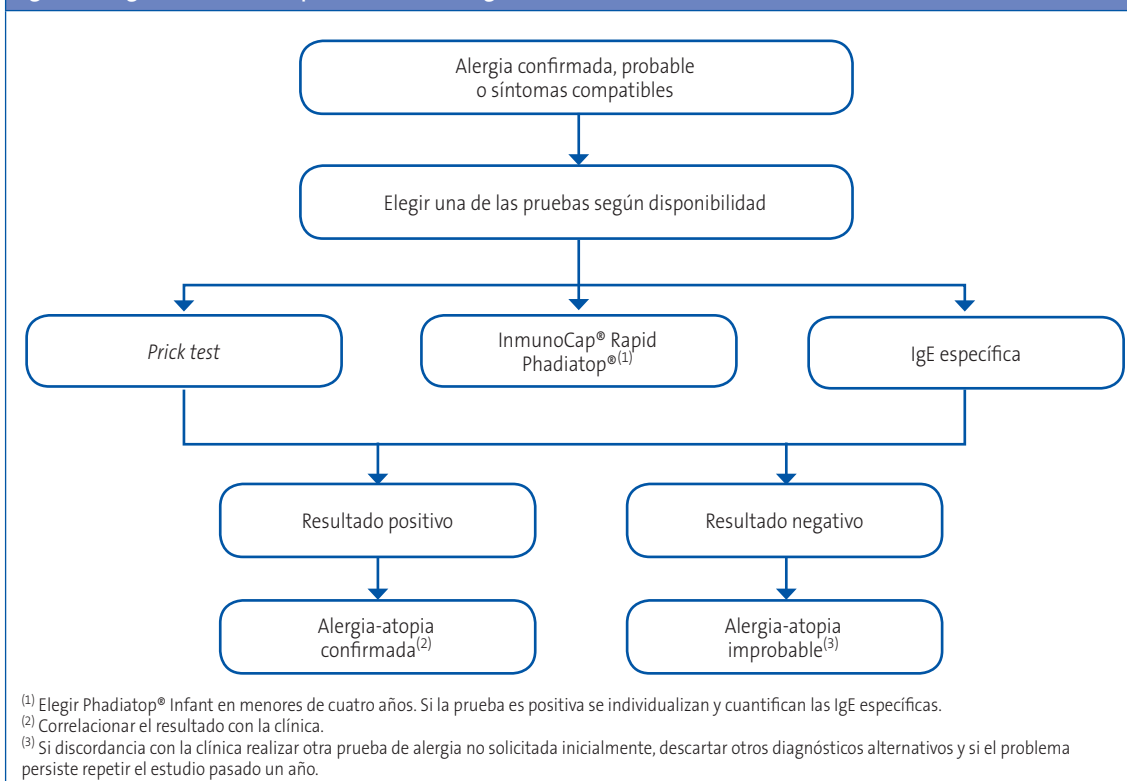 Alergia confirmada, probable
o síntomas compatibles
Elegir una de las pruebas según disponibilidad
Prick test
InmunoCap® Rapid
Phadiatop®(1)
IgE específica
Resultado positivo
Resultado negativo
Alergia-atopia
confirmada(2)
Alergia-atopia
improbable(3)
(1) Elegir Phadiatop® Infant en menores de cuatro años. Si la prueba es positiva se individualizan y cuantifican las IgE específicas.
(2) Correlacionar el resultado con la clínica.
(3) Si discordancia con la clínica realizar otra prueba de alergia no solicitada inicialmente, descartar otros diagnósticos alternativos y si el problema
persiste repetir el estudio pasado un año.